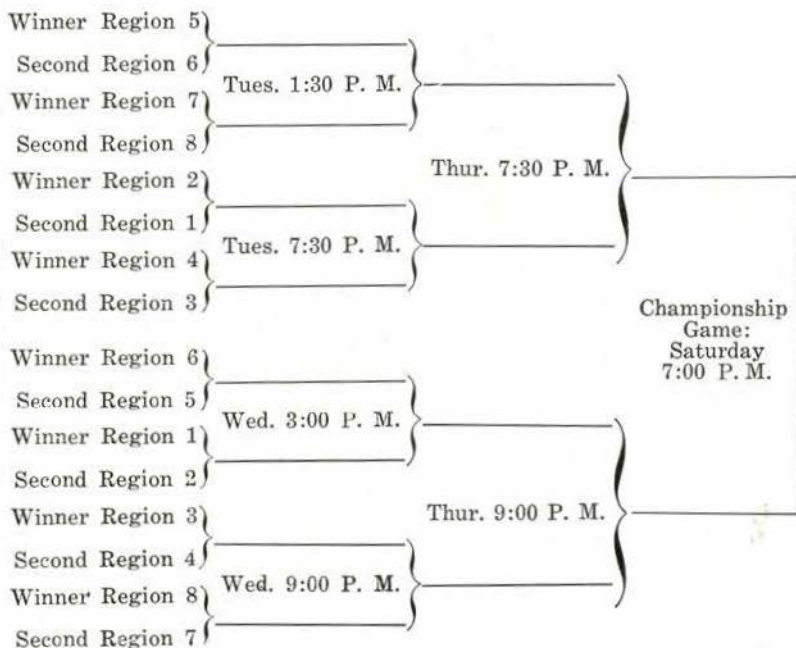 Winner Region 5
Second Region 6
Tues. 1:30 P. M.
Winner Region 7
Second Region 8
Thur. 7:30 P. M.
Winner Region 2
Second Region 1
Tues. 7:30 P. M.
Winner Region 4
Second Region 3
Championship
Game:
Saturday
7:00 P. M.
Winner Region 6
Second Region 5
Wed. 3:00 P. M.
Winner Region 1
Second Region 2
Thur. 9:00 P. M.
Winner Region 3
Second Region 4
Wed. 9:00 P. M.
Winner Region 8
Second Region 7